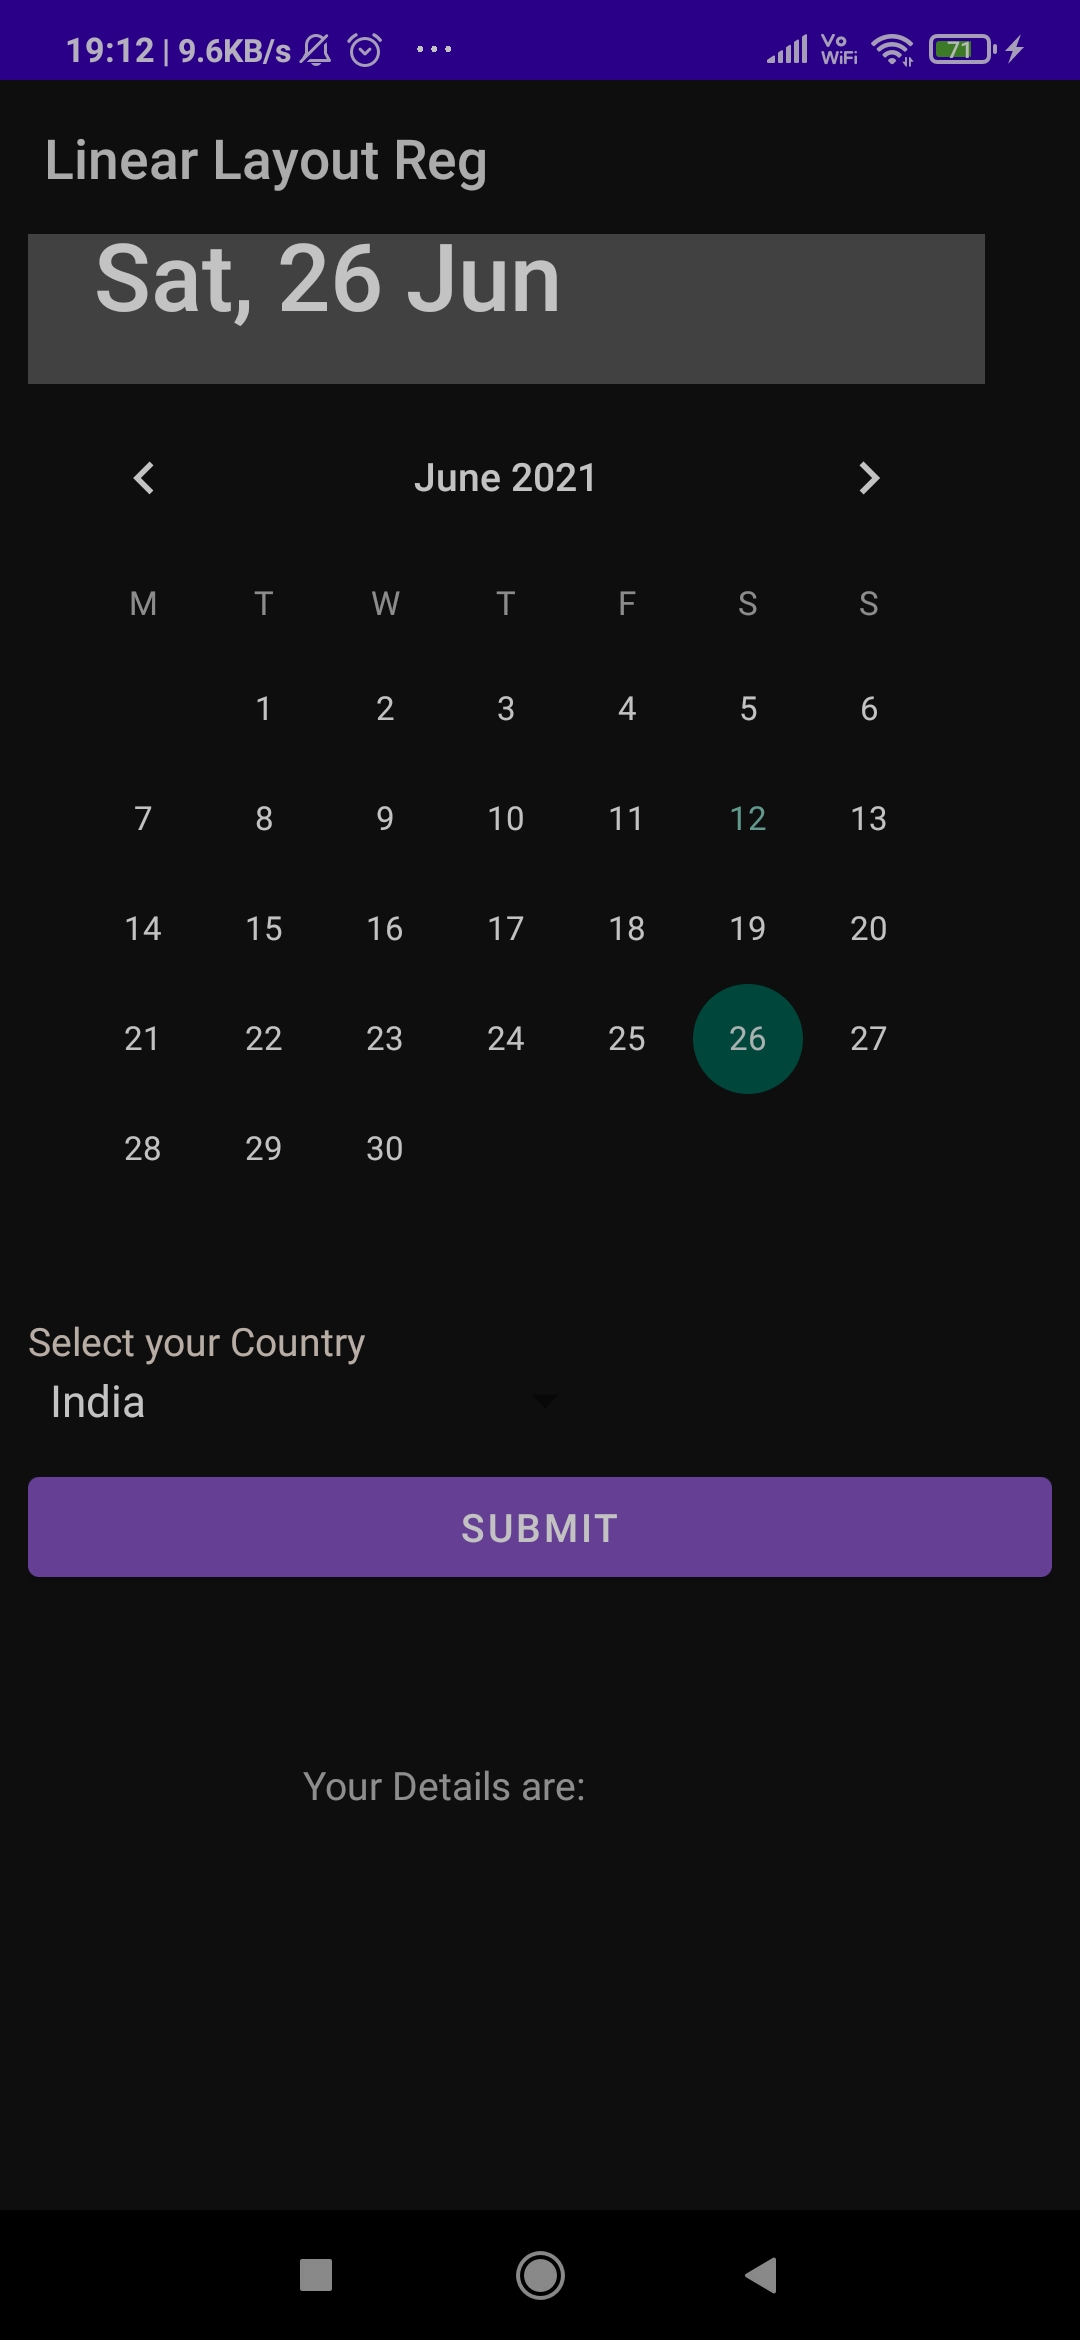 19:12 | 9.6KB/s ... Vo WiFi 71
Linear Layout Reg
Sat, 26 Jun
June 2021
M T W T F S S
1 2 3 4 5 6
7 8 9 10 11 12 13
14 15 16 17 18 19 20
21 22 23 24 25 26 27
28 29 30
Select your Country
India
SUBMIT
Your Details are: